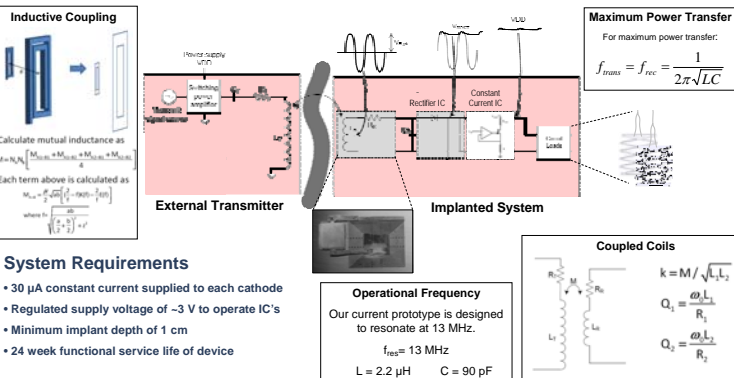 Inductive Coupling
Calculate mutual inductance as
Each term above is calculated as
where f=
Power supply
VDD
Switching
power
amplifier
External Transmitter
VDD
Rectifier IC
Constant
Current IC
Loads
Implanted System
Maximum Power Transfer
For maximum power transfer:
f_trans = f_rec = 1 / 2π√LC
System Requirements
• 30 µA constant current supplied to each cathode
• Regulated supply voltage of ~3 V to operate IC's
• Minimum implant depth of 1 cm
• 24 week functional service life of device
Operational Frequency
Our current prototype is designed
to resonate at 13 MHz.
f_res= 13 MHz
L = 2.2 µH C = 90 pF
Coupled Coils
M
k = M / √L₁L₂
Q₁ = ω₀L₁ / R₁
Q₂ = ω₀L₂ / R₂